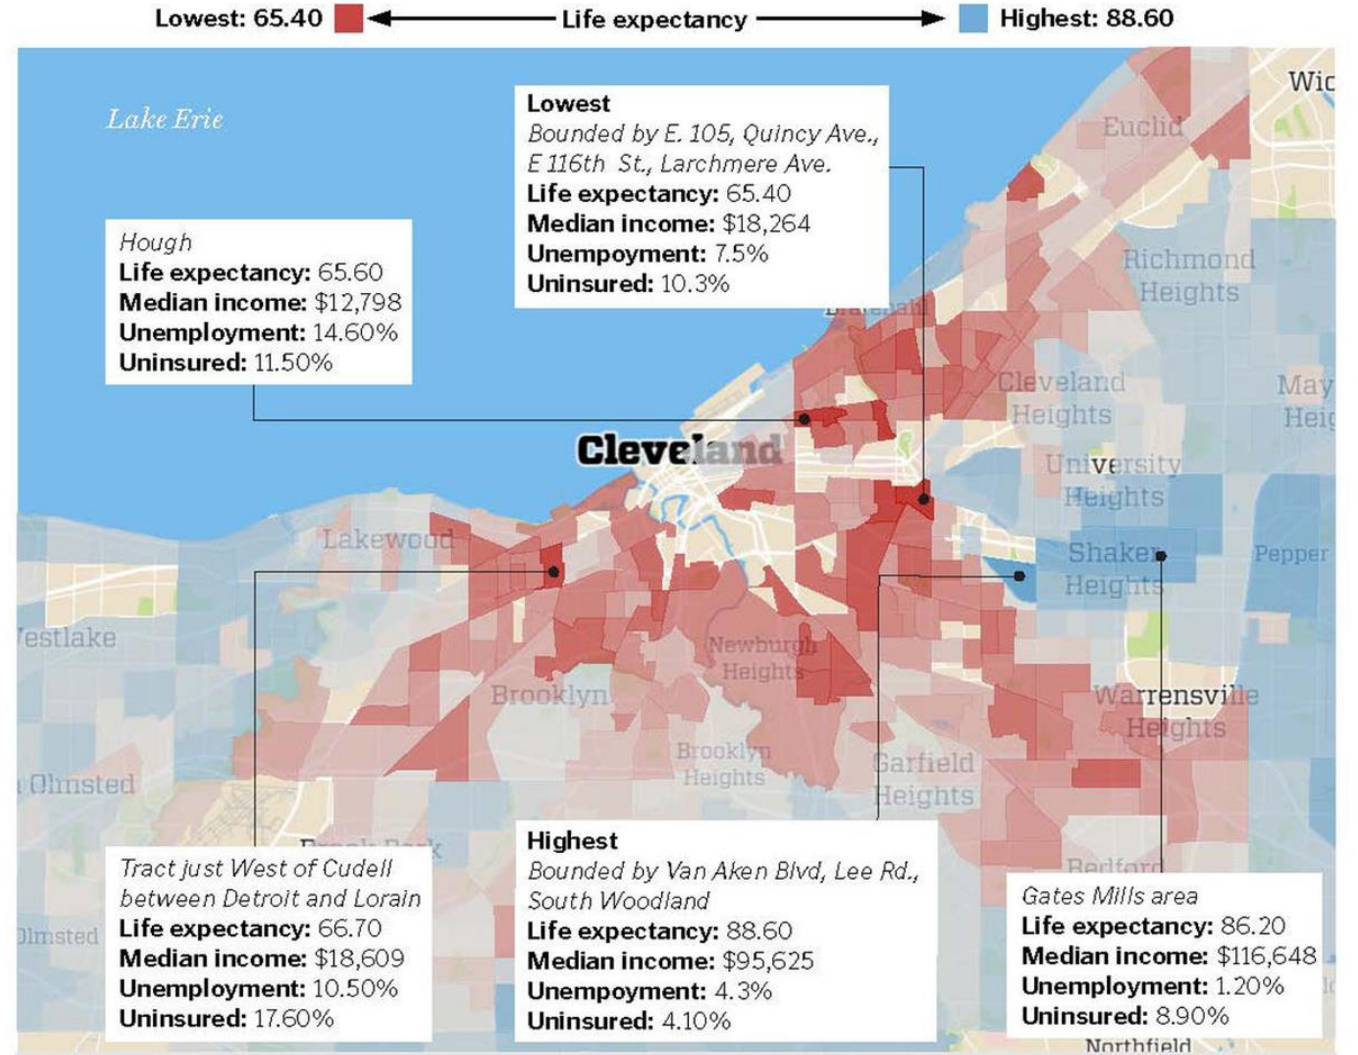 Lowest: 65.40 Life expectancy Highest: 88.60
Lake Erie
Lowest
Bounded by E. 105, Quincy Ave.,
E 116th St., Larchmere Ave.
Life expectancy: 65.40
Median income: $18,264
Unempoyment: 7.5%
Uninsured: 10.3%
Hough
Life expectancy: 65.60
Median income: $12,798
Unemployment: 14.60%
Uninsured: 11.50%
Wic
Euclid
Richmond
Heights
Cleveland
Heights
May
Heig
Cleveland
University
Heights
Lakewood
Shaker
Heights
Pepper
estlake
Newburgh
Heights
Brooklyn
Warrensville
Heights
Brooklyn
Heights
Garfield
Heights
Olmsted
Bedford
Olmsted
Tract just West of Cudell
between Detroit and Lorain
Life expectancy: 66.70
Median income: $18,609
Unemployment: 10.50%
Uninsured: 17.60%
Highest
Bounded by Van Aken Blvd, Lee Rd.,
South Woodland
Life expectancy: 88.60
Median income: $95,625
Unempoyment: 4.3%
Uninsured: 4.10%
Gates Mills area
Life expectancy: 86.20
Median income: $116,648
Unemployment: 1.20%
Uninsured: 8.90%
Northfield